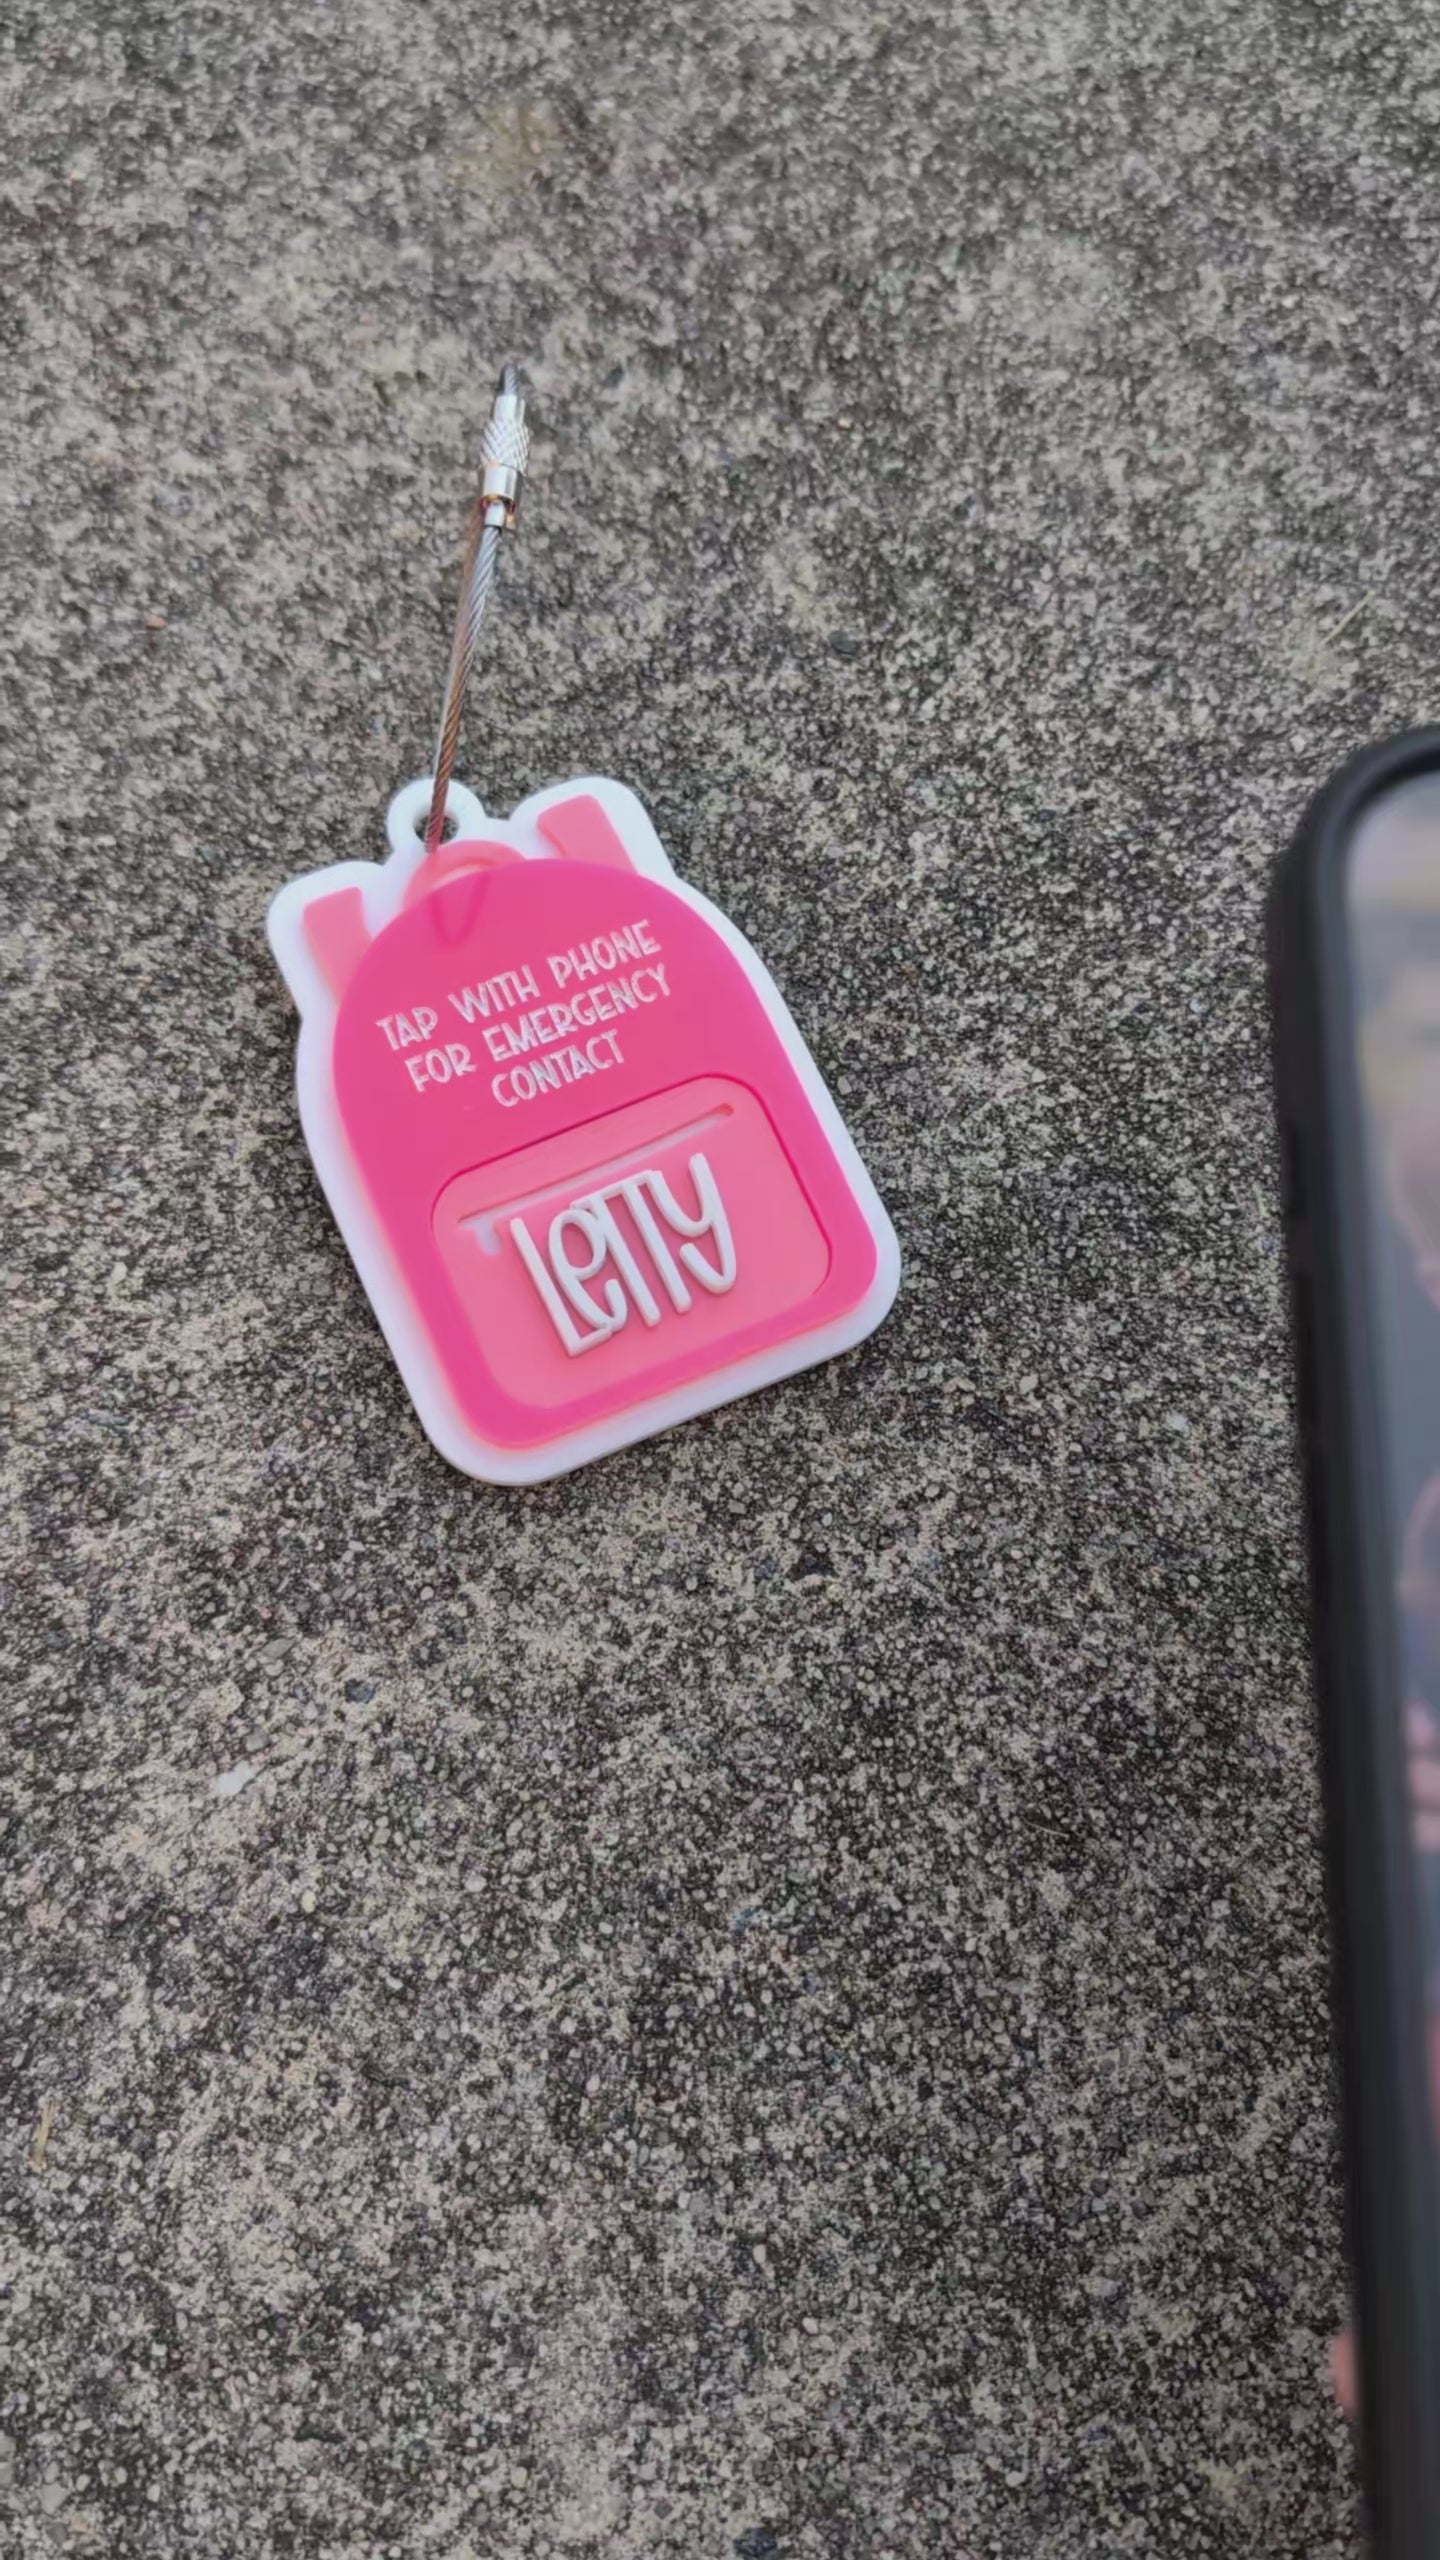 TAP WITH PHONE
FOR EMERGENCY
CONTACT
LeTTy